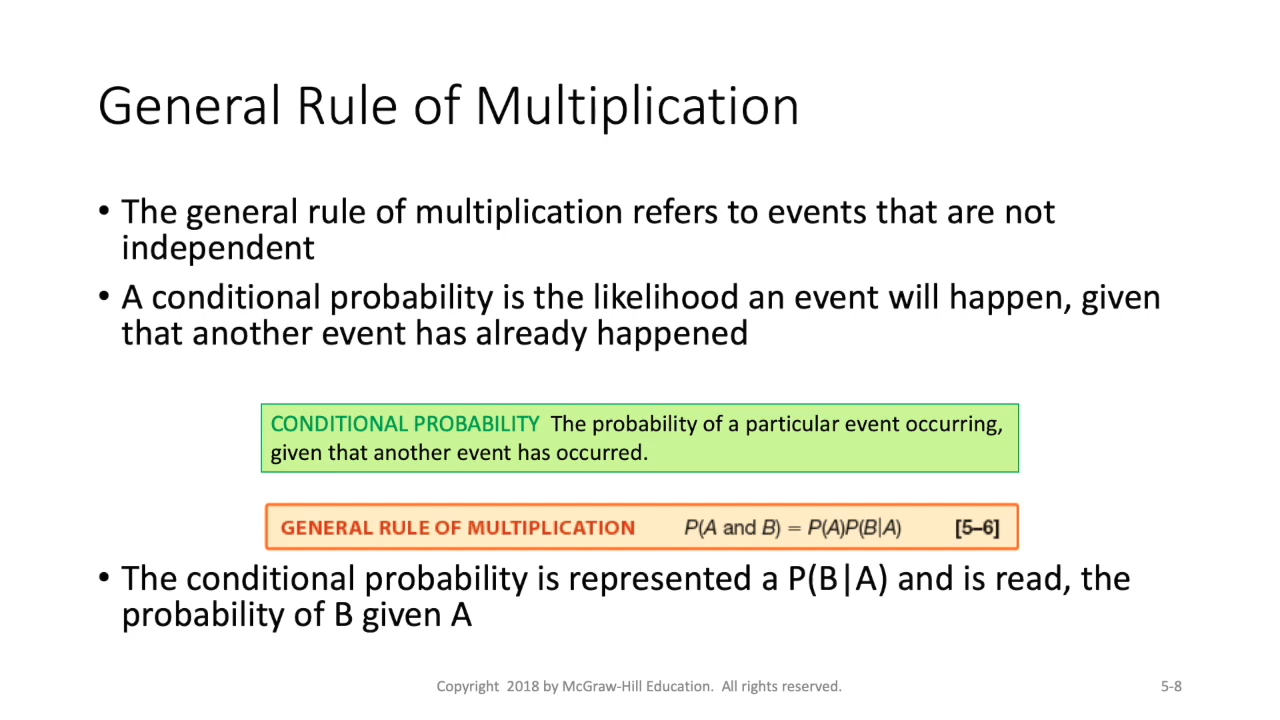 General Rule of Multiplication
• The general rule of multiplication refers to events that are not
independent
• A conditional probability is the likelihood an event will happen, given
that another event has already happened
CONDITIONAL PROBABILITY The probability of a particular event occurring,
given that another event has occurred.
GENERAL RULE OF MULTIPLICATION P(A and B) = P(A)P(B|A) [5–6]
• The conditional probability is represented a P(B|A) and is read, the
probability of B given A
Copyright 2018 by McGraw-Hill Education. All rights reserved. 5-8